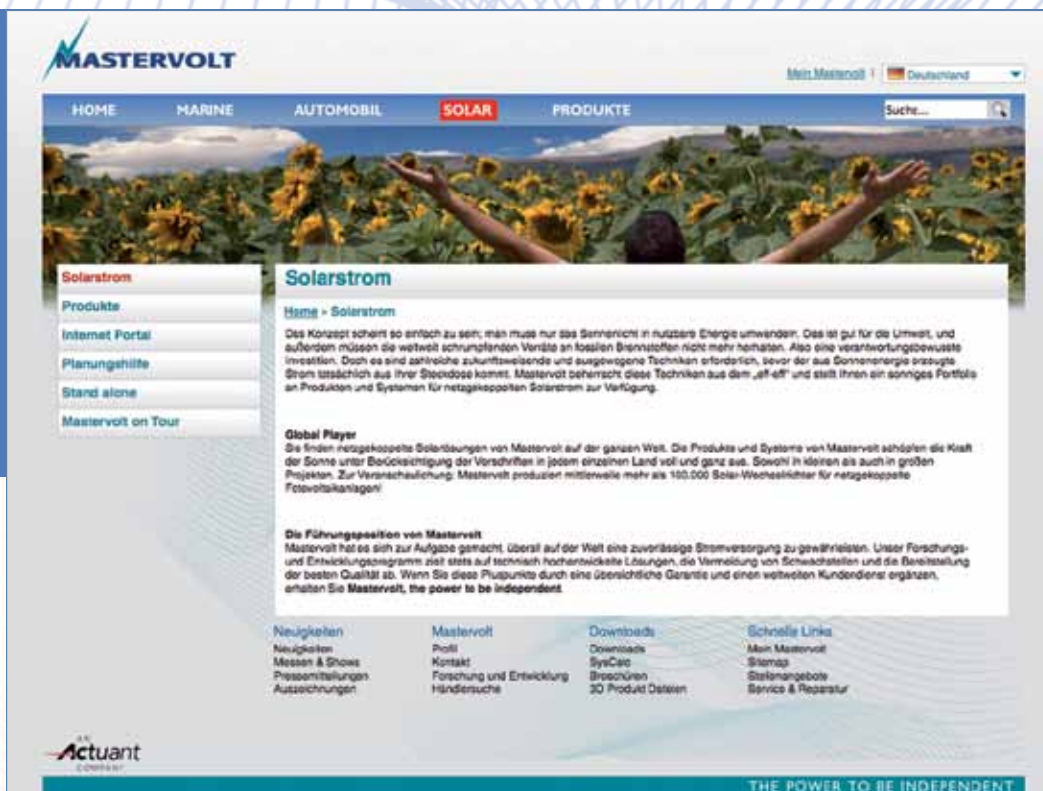 MASTERVOLT
Mein Mastervolt | Deutschland
HOME MARINE AUTOMOBIL SOLAR PRODUKTE Suche...
Solarstrom
Produkte
Internet Portal
Planungshilfe
Stand alone
Mastervolt on Tour
Solarstrom
Home > Solarstrom
Das Konzept scheint so einfach zu sein; man muss nur das Sonnenlicht in nutzbare Energie umwandeln. Das ist gut für die Umwelt, und
außerdem müssen die weltweit schrumpfenden Vorräte an fossilen Brennstoffen nicht mehr herhalten. Also eine verantwortungsbewusste
Investition. Doch es sind zahlreiche zukunftsweisende und ausgewogene Techniken erforderlich, bevor der aus Sonnenenergie erzeugte
Strom tatsächlich aus Ihrer Steckdose kommt. Mastervolt beherrscht diese Techniken aus dem „eff-eff" und stellt Ihnen ein sonniges Portfolio
an Produkten und Systemen für netzgekoppelten Solarstrom zur Verfügung.
Global Player
Sie finden netzgekoppelte Solarlösungen von Mastervolt auf der ganzen Welt. Die Produkte und Systeme von Mastervolt schöpfen die Kraft
der Sonne unter Berücksichtigung der Vorschriften in jedem einzelnen Land voll und ganz aus. Sowohl in kleinen als auch in großen
Projekten. Zur Veranschaulichung: Mastervolt produziert mittlerweile mehr als 100.000 Solar-Wechselrichter für netzgekoppelte
Fotovoltaikanlagen!
Die Führungsposition von Mastervolt
Mastervolt hat es sich zur Aufgabe gemacht, überall auf der Welt eine zuverlässige Stromversorgung zu gewährleisten. Unser Forschungs-
und Entwicklungsprogramm zielt stets auf technisch hochentwickelte Lösungen, die Vermeidung von Schwachstellen und die Bereitstellung
der besten Qualität ab. Wenn Sie diese Pluspunkte durch eine übersichtliche Garantie und einen weltweiten Kundendienst ergänzen,
erhalten Sie Mastervolt, the power to be independent
Neuigkeiten
Neuigkeiten
Messen & Shows
Pressemitteilungen
Auszeichnungen
Mastervolt
Profil
Kontakt
Forschung und Entwicklung
Händlersuche
Downloads
Downloads
SysCalc
Broschüren
3D Produkt Dateien
Schnelle Links
Mein Mastervolt
Sitemap
Stellenangebote
Service & Reparatur
AN
Actuant
COMPANY
THE POWER TO BE INDEPENDENT